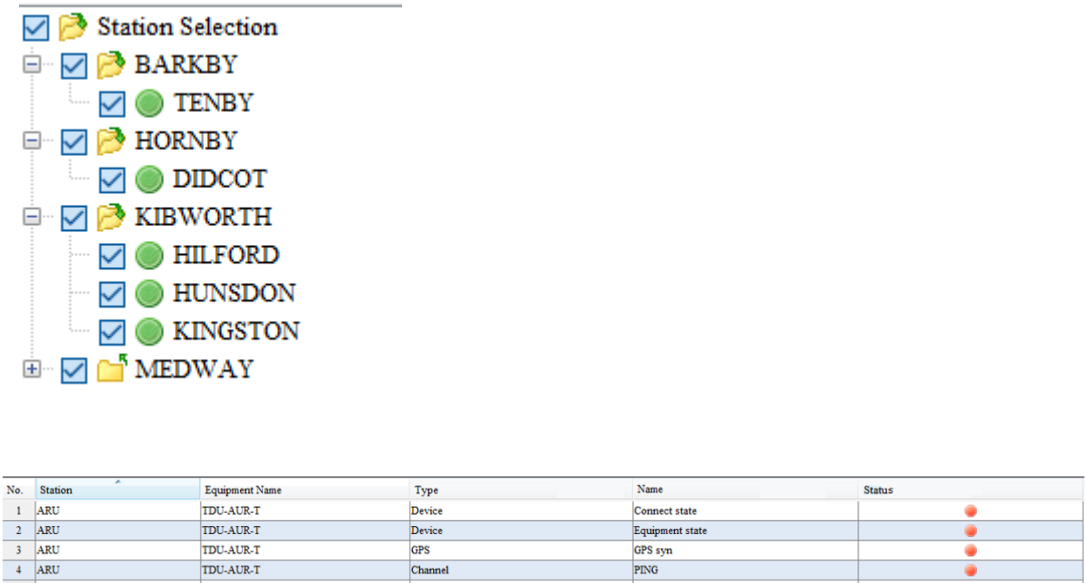 Station Selection
BARKBY
TENBY
HORNBY
DIDCOT
KIBWORTH
HILFORD
HUNSDON
KINGSTON
MEDWAY
No. Station Equipment Name Type Name Status
1 ARU TDU-AUR-T Device Connect state
2 ARU TDU-AUR-T Device Equipment state
3 ARU TDU-AUR-T GPS GPS syn
4 ARU TDU-AUR-T Channel PING